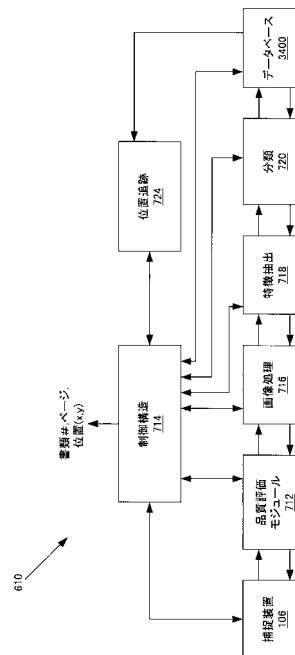 610
書類#,ページ,
位置(x,y)
制御構造
714
位置追跡
724
捕捉装置
106
品質評価
モジュール
712
画像処理
716
特徴抽出
718
分類
720
データベース
3400